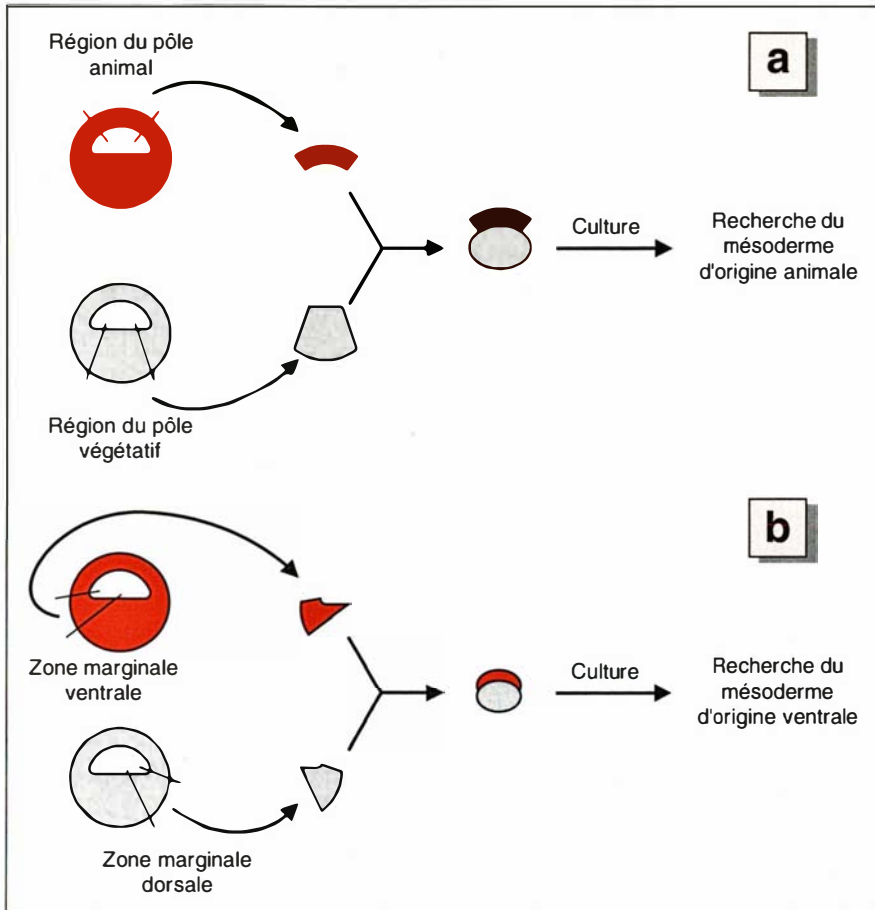 Région du pôle
animal
a
Culture
Recherche du
mésoderme
d'origine animale
Région du pôle
végétatif
b
Zone marginale
ventrale
Culture
Recherche du
mésoderme
d'origine ventrale
Zone marginale
dorsale